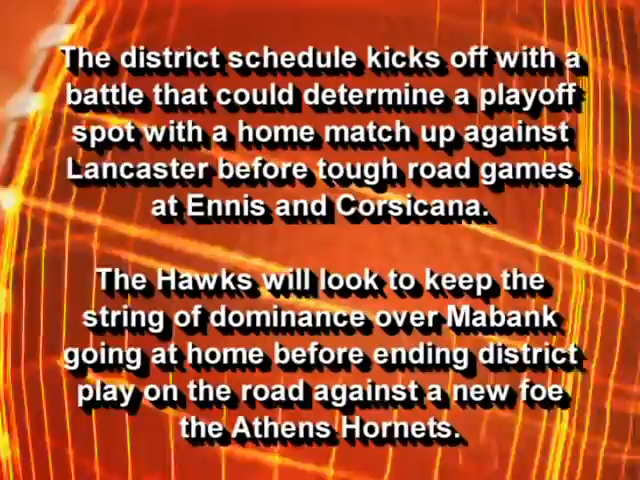 The district schedule kicks off with a
battle that could determine a playoff
spot with a home match up against
Lancaster before tough road games
at Ennis and Corsicana.
The Hawks will look to keep the
string of dominance over Mabank
going at home before ending district
play on the road against a new foe
the Athens Hornets.